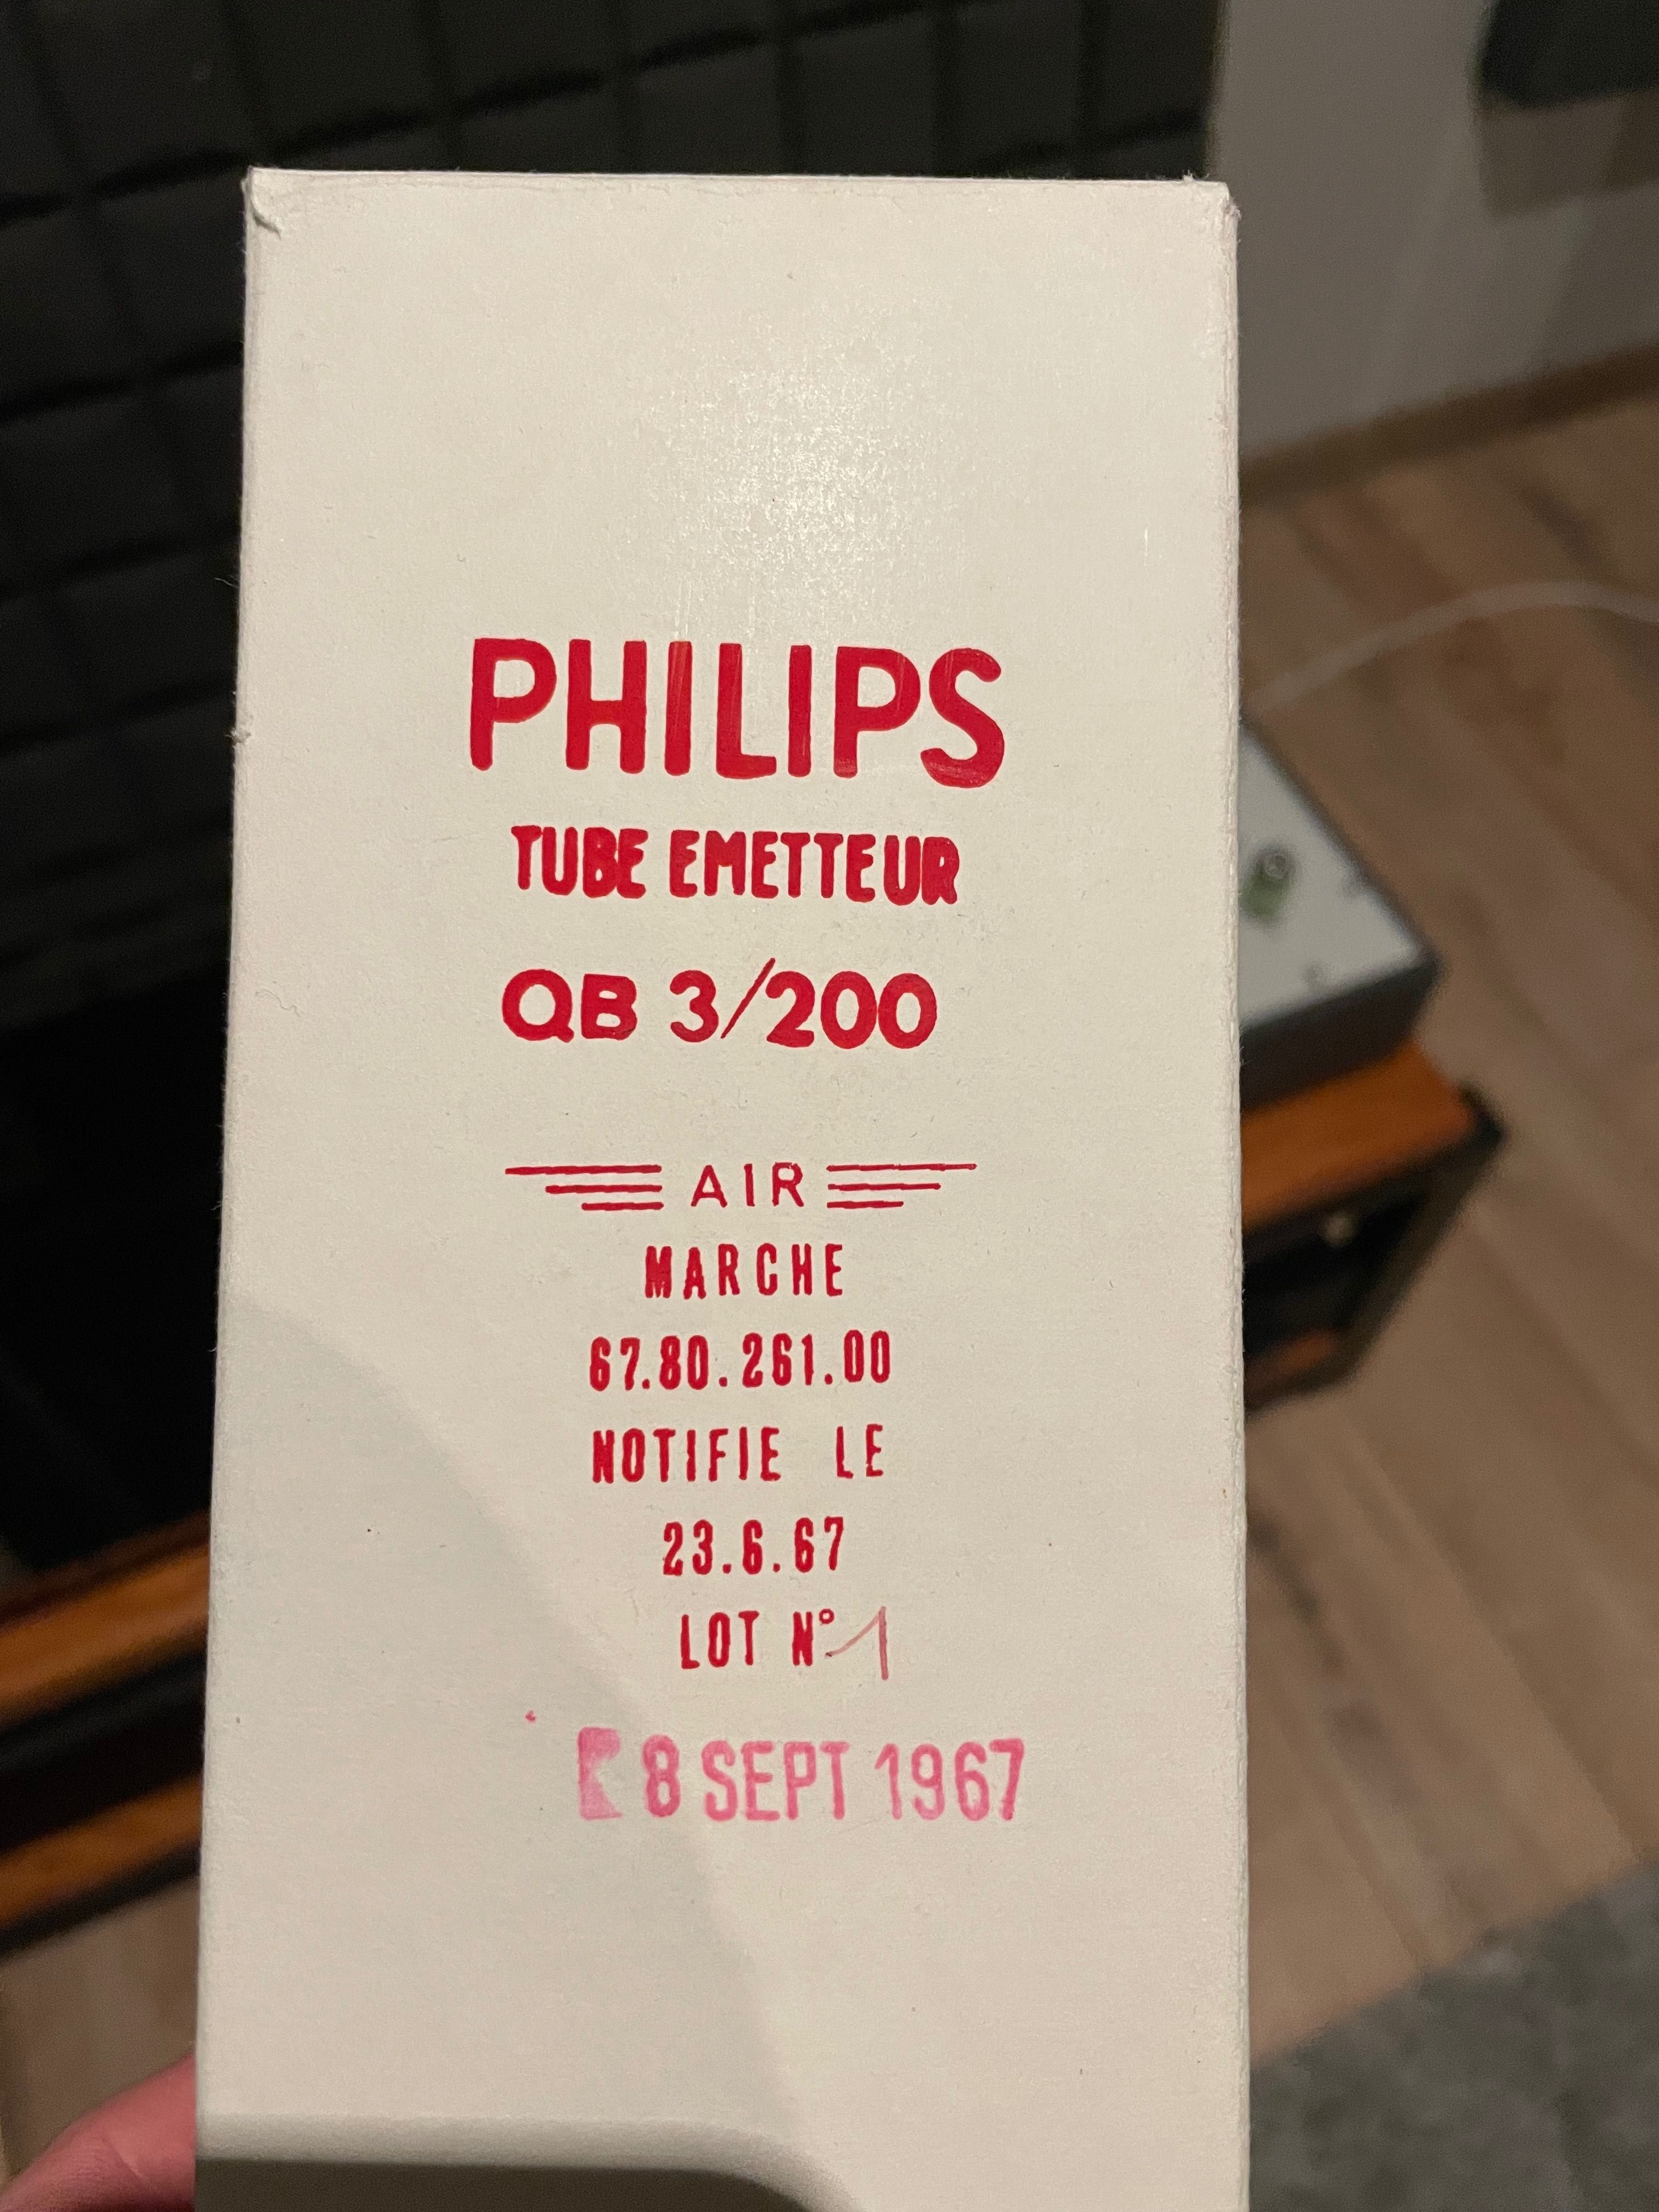 PHILIPS
TUBE EMETTEUR
QB 3/200
AIR
MARCHE
67.80.261.00
NOTIFIE LE
23.6.67
LOT N° 1
8 SEPT 1967